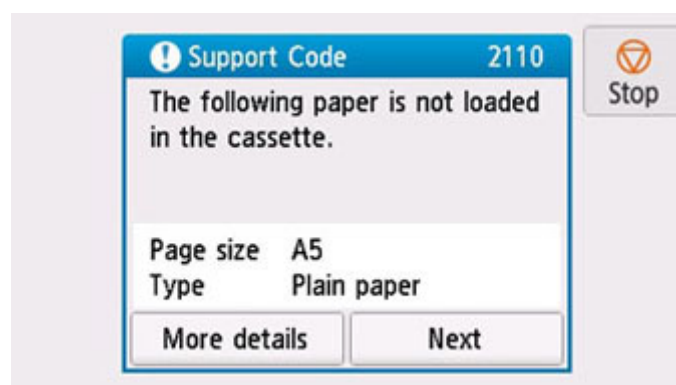 Support Code 2110
Stop
The following paper is not loaded
in the cassette.
Page size A5
Type Plain paper
More details Next